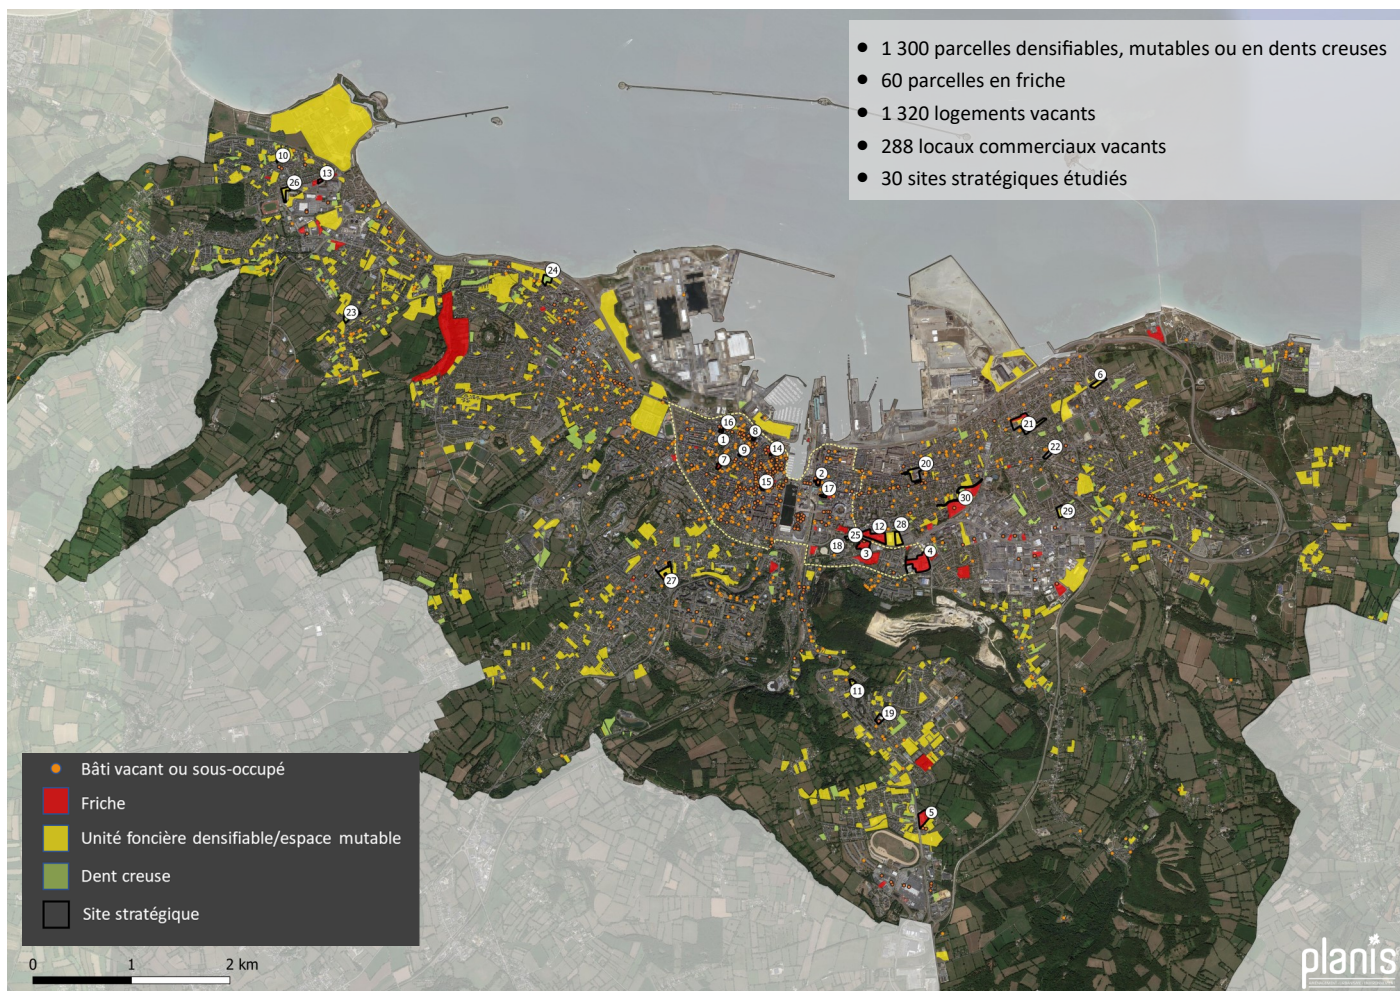 1 300 parcelles densifiables, mutables ou en dents creuses
60 parcelles en friche
1 320 logements vacants
288 locaux commerciaux vacants
30 sites stratégiques étudiés
10
13
26
24
23
6
16
8
21
1
9
14
22
7
2
20
15
17
30
29
12
28
25
18
3
4
27
11
19
5
Bâti vacant ou sous-occupé
Friche
Unité foncière densifiable/espace mutable
Dent creuse
Site stratégique
0 1 2 km
planis